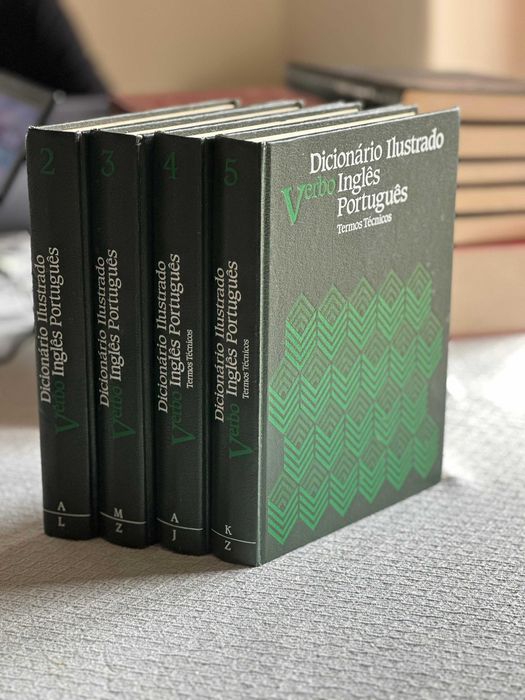 2
Dicionário Ilustrado
Verbo Inglês Português
A
L
3
Dicionário Ilustrado
Verbo Inglês Português
M
Z
4
Dicionário Ilustrado
Verbo Inglês Português
Termos Técnicos
A
J
5
Dicionário Ilustrado
Verbo Inglês Português
Termos Técnicos
K
Z
Dicionário Ilustrado
Verbo Inglês
Português
Termos Técnicos